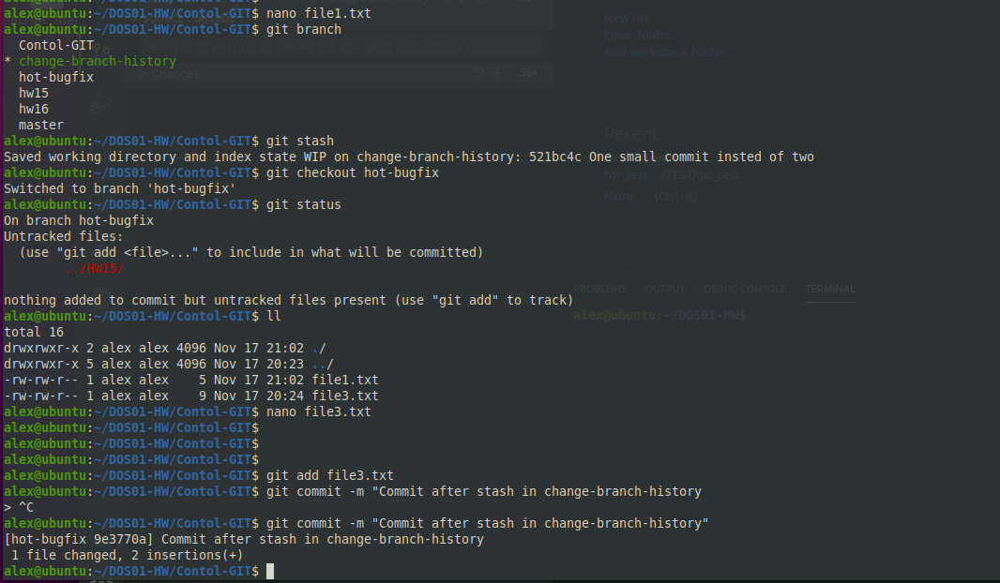 alex@ubuntu:~/DOS01-HW/Contol-GIT$ nano file1.txt
alex@ubuntu:~/DOS01-HW/Contol-GIT$ git branch
  Contol-GIT
* change-branch-history
  hot-bugfix
  hw15
  hw16
  master
alex@ubuntu:~/DOS01-HW/Contol-GIT$ git stash
Saved working directory and index state WIP on change-branch-history: 521bc4c One small commit insted of two
alex@ubuntu:~/DOS01-HW/Contol-GIT$ git checkout hot-bugfix
Switched to branch 'hot-bugfix'
alex@ubuntu:~/DOS01-HW/Contol-GIT$ git status
On branch hot-bugfix
Untracked files:
  (use "git add <file>..." to include in what will be committed)
        ../HW15/
nothing added to commit but untracked files present (use "git add" to track)
alex@ubuntu:~/DOS01-HW/Contol-GIT$ ll
total 16
drwxrwxr-x 2 alex alex 4096 Nov 17 21:02 ./
drwxrwxr-x 5 alex alex 4096 Nov 17 20:23 ../
-rw-rw-r-- 1 alex alex    5 Nov 17 21:02 file1.txt
-rw-rw-r-- 1 alex alex    9 Nov 17 20:24 file3.txt
alex@ubuntu:~/DOS01-HW/Contol-GIT$ nano file3.txt
alex@ubuntu:~/DOS01-HW/Contol-GIT$
alex@ubuntu:~/DOS01-HW/Contol-GIT$
alex@ubuntu:~/DOS01-HW/Contol-GIT$
alex@ubuntu:~/DOS01-HW/Contol-GIT$ git add file3.txt
alex@ubuntu:~/DOS01-HW/Contol-GIT$ git commit -m "Commit after stash in change-branch-history
> ^C
alex@ubuntu:~/DOS01-HW/Contol-GIT$ git commit -m "Commit after stash in change-branch-history"
[hot-bugfix 9e3770a] Commit after stash in change-branch-history
 1 file changed, 2 insertions(+)
alex@ubuntu:~/DOS01-HW/Contol-GIT$
Changes
564
New file
Open folder...
Add workspace folder...
Recent
for_test /TEST/git_test
More... (Ctrl+R)
PROBLEMS OUTPUT DEBUG CONSOLE TERMINAL
alex@ubuntu:~/DOS01-HW$